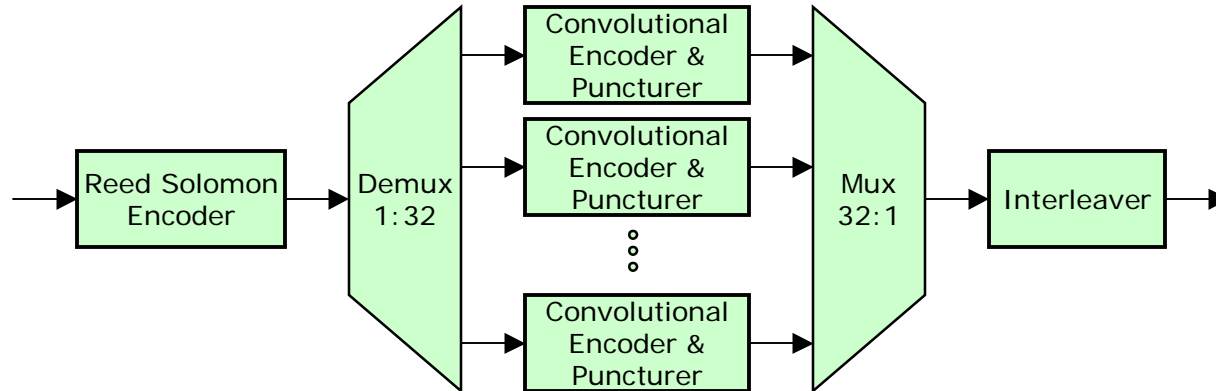 Reed Solomon
Encoder
Demux
1:32
Convolutional
Encoder &
Puncturer
Convolutional
Encoder &
Puncturer
Convolutional
Encoder &
Puncturer
Mux
32:1
Interleaver